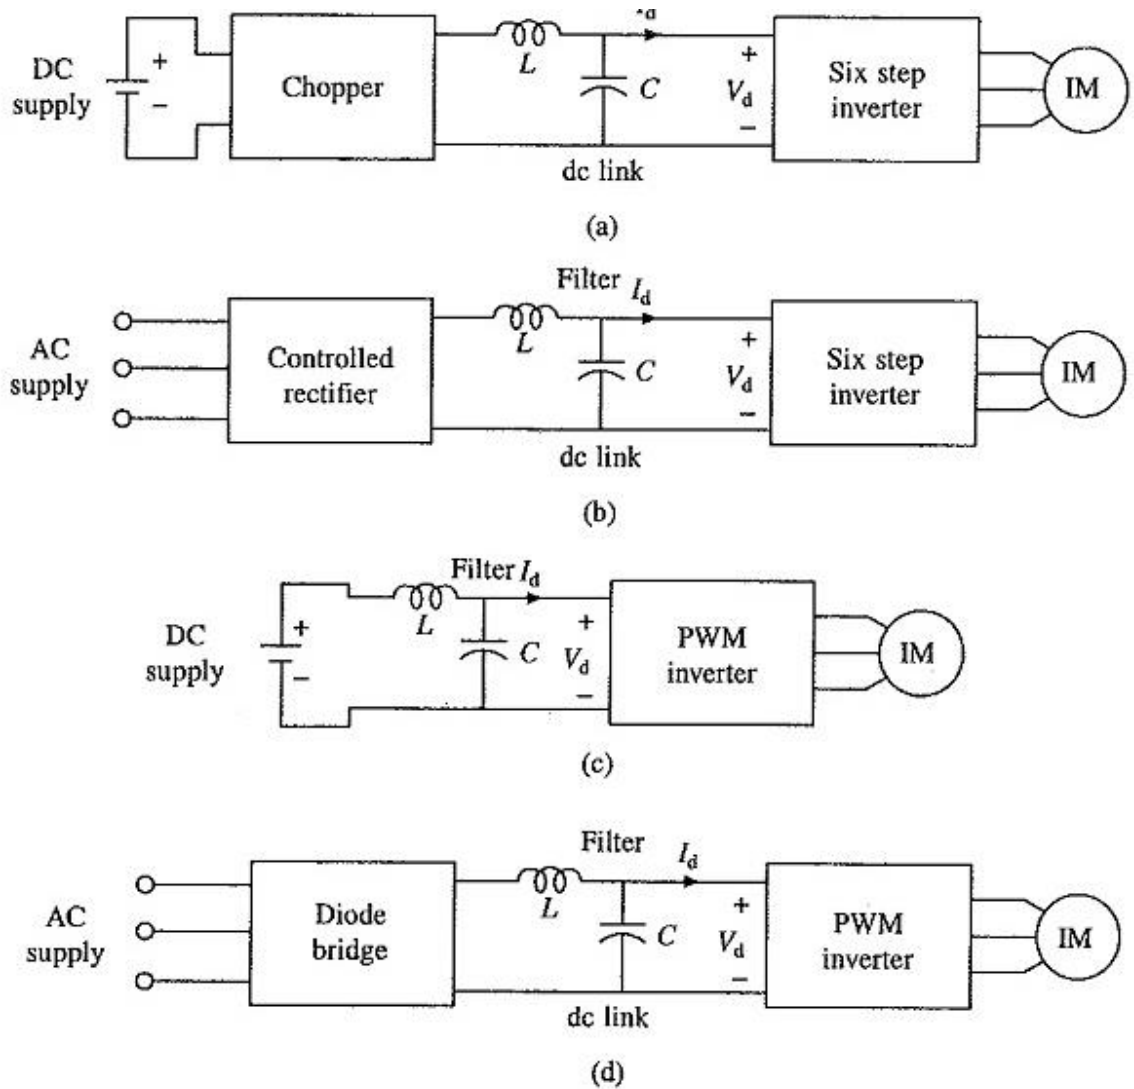 DC
supply
+
−
Chopper
L
C
+
V_d
−
Six step
inverter
IM
dc link
(a)
AC
supply
Controlled
rectifier
Filter
I_d
L
C
+
V_d
−
Six step
inverter
IM
dc link
(b)
DC
supply
+
−
Filter I_d
L
C
+
V_d
−
PWM
inverter
IM
(c)
AC
supply
Diode
bridge
Filter
I_d
L
C
+
V_d
−
PWM
inverter
IM
dc link
(d)